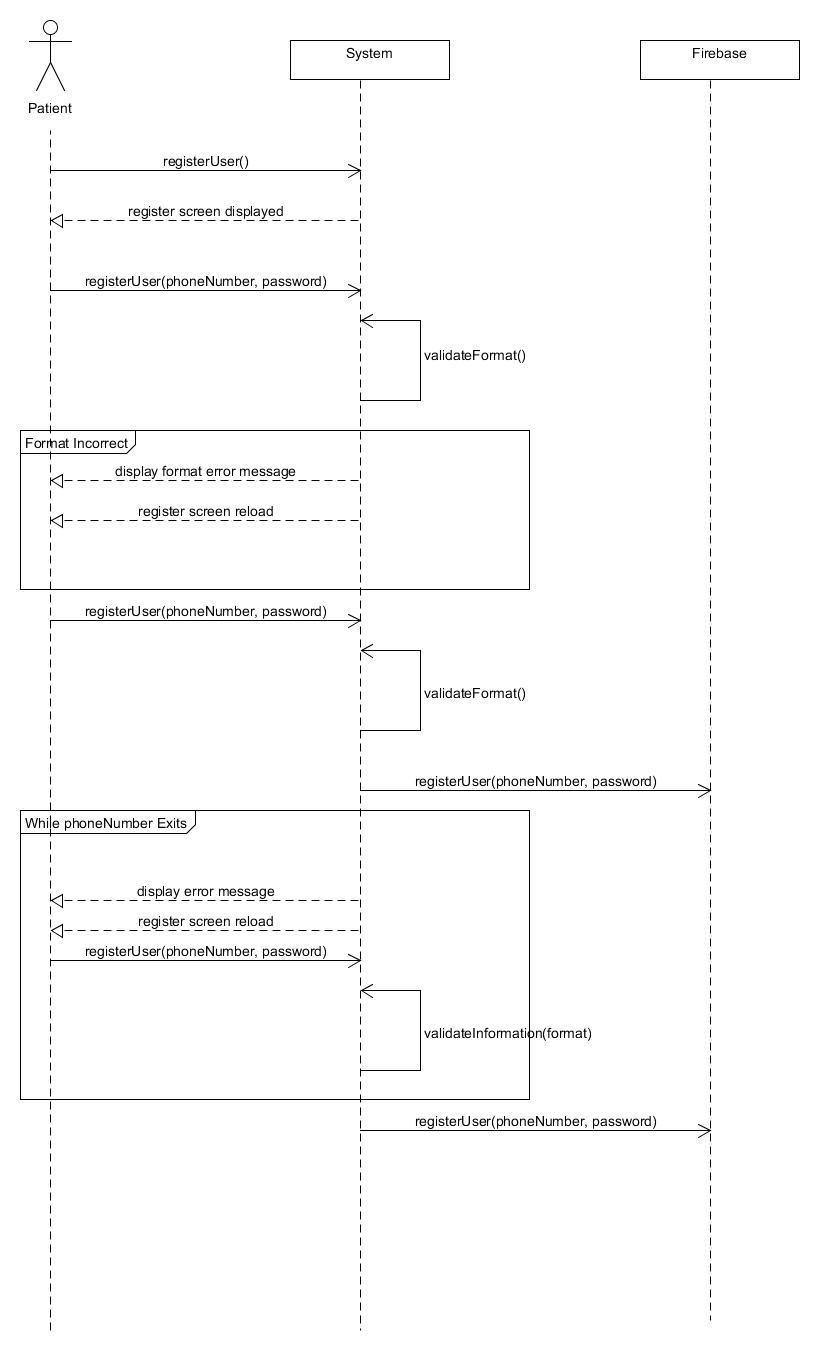 System
Firebase
Patient
registerUser()
register screen displayed
registerUser(phoneNumber, password)
validateFormat()
Format Incorrect
display format error message
register screen reload
registerUser(phoneNumber, password)
validateFormat()
registerUser(phoneNumber, password)
While phoneNumber Exits
display error message
register screen reload
registerUser(phoneNumber, password)
validateInformation(format)
registerUser(phoneNumber, password)